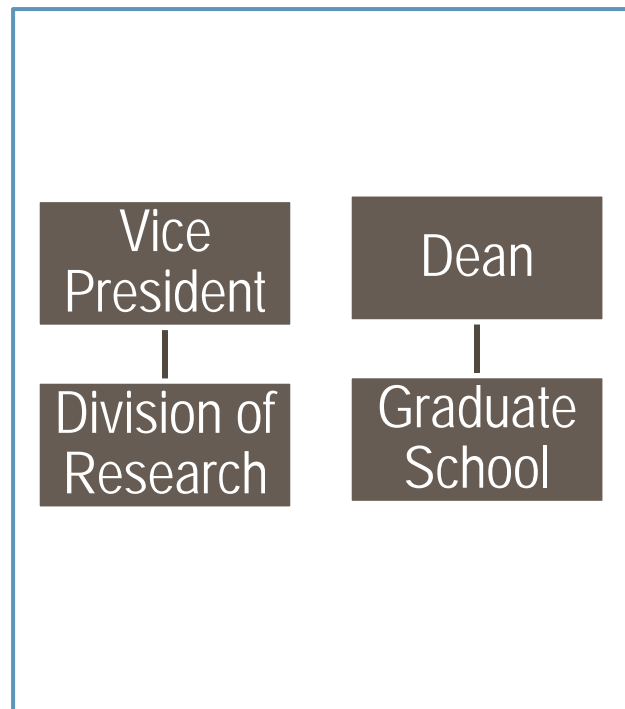 Vice
President
Division of
Research
Dean
Graduate
School